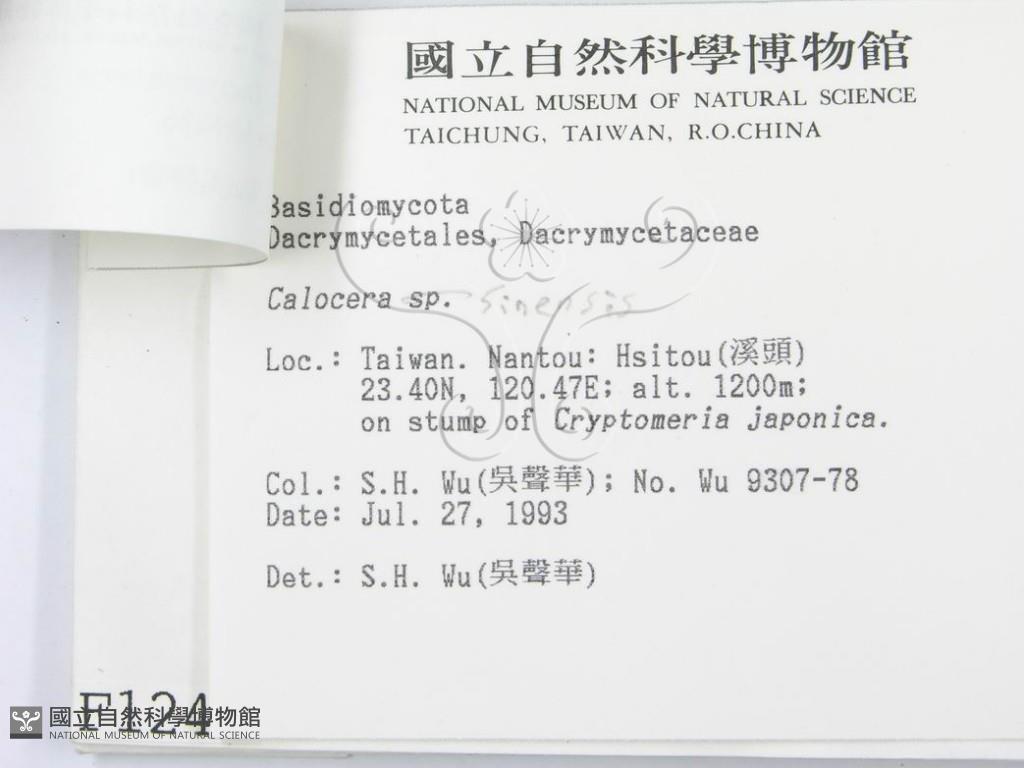 國立自然科學博物館
NATIONAL MUSEUM OF NATURAL SCIENCE
TAICHUNG, TAIWAN, R.O.CHINA
Basidiomycota
Dacrymycetales, Dacrymycetaceae
Calocera sp. sinensis
Loc.: Taiwan. Nantou: Hsitou(溪頭)
23.40N, 120.47E; alt. 1200m;
on stump of Cryptomeria japonica.
Col.: S.H. Wu(吳聲華); No. Wu 9307-78
Date: Jul. 27, 1993
Det.: S.H. Wu(吳聲華)
F124
國立自然科學博物館
NATIONAL MUSEUM OF NATURAL SCIENCE